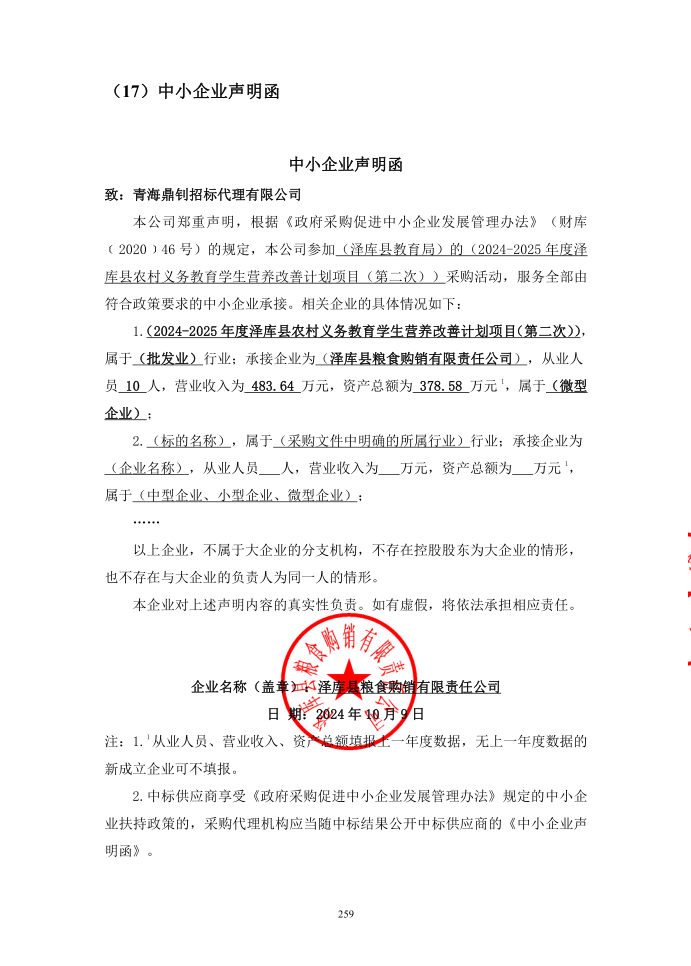 （17）中小企业声明函
中小企业声明函
致：青海鼎钊招标代理有限公司
本公司郑重声明，根据《政府采购促进中小企业发展管理办法》（财库
﹝2020﹞46 号）的规定，本公司参加（泽库县教育局）的（2024-2025 年度泽
库县农村义务教育学生营养改善计划项目（第二次））采购活动，服务全部由
符合政策要求的中小企业承接。相关企业的具体情况如下：
1.（2024-2025 年度泽库县农村义务教育学生营养改善计划项目（第二次）），
属于（批发业）行业；承接企业为（泽库县粮食购销有限责任公司），从业人
员 10 人，营业收入为 483.64 万元，资产总额为 378.58 万元¹，属于（微型
企业）；
2.（标的名称），属于（采购文件中明确的所属行业）行业；承接企业为
（企业名称），从业人员___人，营业收入为___万元，资产总额为___万元¹，
属于（中型企业、小型企业、微型企业）；
……
以上企业，不属于大企业的分支机构，不存在控股股东为大企业的情形，
也不存在与大企业的负责人为同一人的情形。
本企业对上述声明内容的真实性负责。如有虚假，将依法承担相应责任。
泽库县粮食购销有限责任公司
企业名称（盖章）：泽库县粮食购销有限责任公司
日 期：2024 年 10 月 9 日
注：1.¹从业人员、营业收入、资产总额填报上一年度数据，无上一年度数据的
新成立企业可不填报。
2.中标供应商享受《政府采购促进中小企业发展管理办法》规定的中小企
业扶持政策的，采购代理机构应当随中标结果公开中标供应商的《中小企业声
明函》。
259